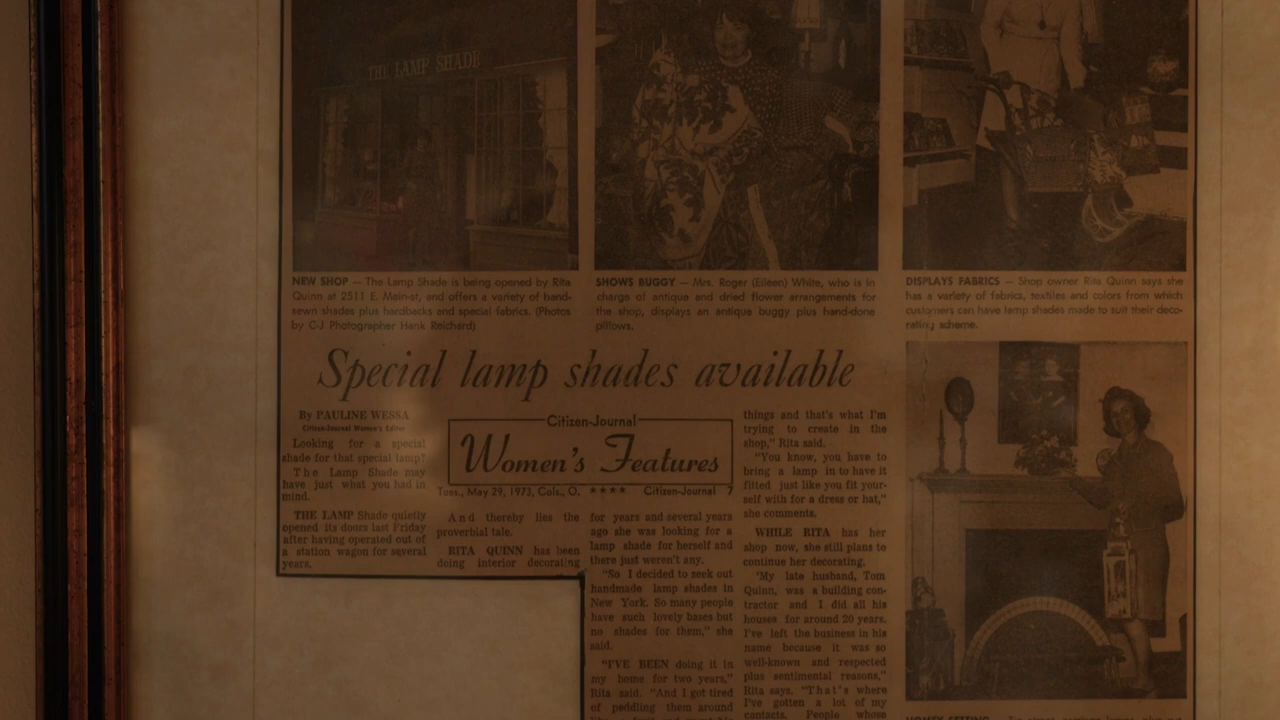 THE LAMP SHADE
NEW SHOP — The Lamp Shade is being opened by Rita
Quinn at 2511 E. Main-st, and offers a variety of hand-
sewn shades plus hardbacks and special fabrics. (Photos
by C-J Photographer Hank Reichard)
SHOWS BUGGY — Mrs. Roger (Eileen) White, who is in
charge of antique and dried flower arrangements for
the shop, displays an antique buggy plus hand-done
pillows.
DISPLAYS FABRICS — Shop owner Rita Quinn says she
has a variety of fabrics, textiles and colors from which
customers can have lamp shades made to suit their deco-
rating scheme.
Special lamp shades available
By PAULINE WESSA
Citizen-Journal Women's Editor
Looking for a special
shade for that special lamp?
The Lamp Shade may
have just what you had in
mind.
THE LAMP Shade quietly
opened its doors last Friday
after having operated out of
a station wagon for several
years.
Citizen-Journal
Women's Features
Tues., May 29, 1973, Cols., O. **** Citizen-Journal 7
And thereby lies the
proverbial tale.
RITA QUINN has been
doing interior decorating
for years and several years
ago she was looking for a
lamp shade for herself and
there just weren't any.
"So I decided to seek out
handmade lamp shades in
New York. So many people
have such lovely bases but
no shades for them," she
said.
"I'VE BEEN doing it in
my home for two years,"
Rita said. "And I got tired
of peddling them around
things and that's what I'm
trying to create in the
shop," Rita said.
"You know, you have to
bring a lamp in to have it
fitted just like you fit your-
self with for a dress or hat,"
she comments.
WHILE RITA has her
shop now, she still plans to
continue her decorating.
"My late husband, Tom
Quinn, was a building con-
tractor and I did all his
houses for around 20 years.
I've left the business in his
name because it was so
well-known and respected
plus sentimental reasons,"
Rita says. "That's where
I've gotten a lot of my
contacts. People whose